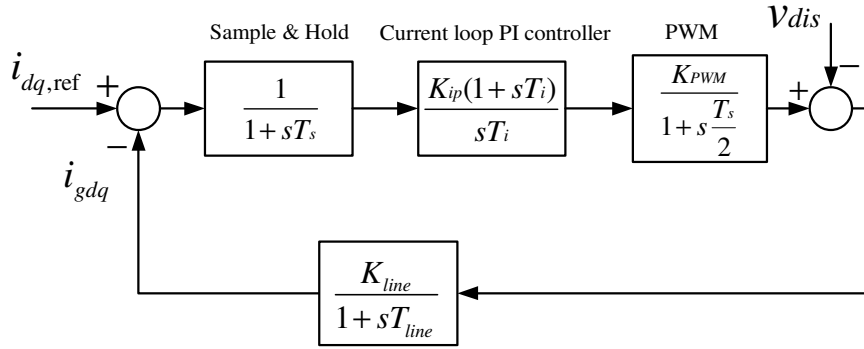 Sample & Hold
Current loop PI controller
PWM
v_dis
i_dq,ref
+
−
1
1 + sT_s
K_ip(1 + sT_i)
sT_i
K_PWM
1 + s T_s/2
+
−
i_gdq
K_line
1 + sT_line